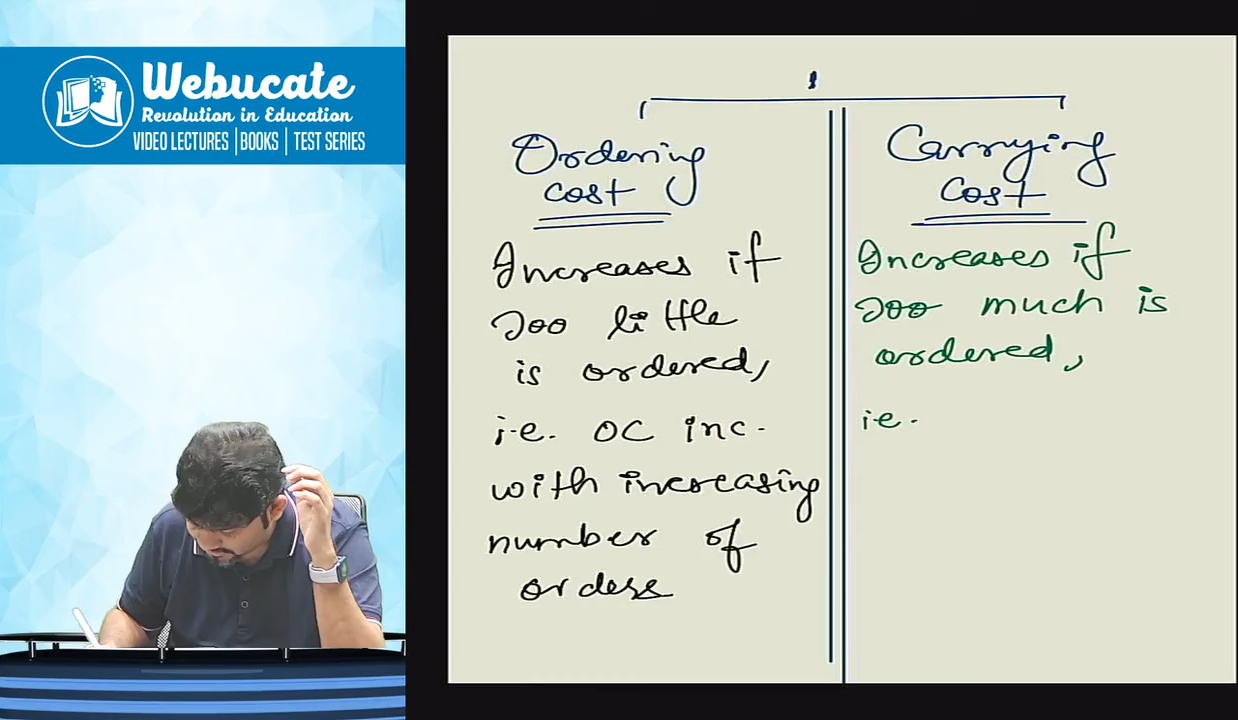 Webucate
Revolution in Education
VIDEO LECTURES | BOOKS | TEST SERIES
Ordering
cost
Increases if
too little
is ordered,
i.e. OC inc.
with increasing
number of
orders
Carrying
cost
Increases if
too much is
ordered,
i.e.